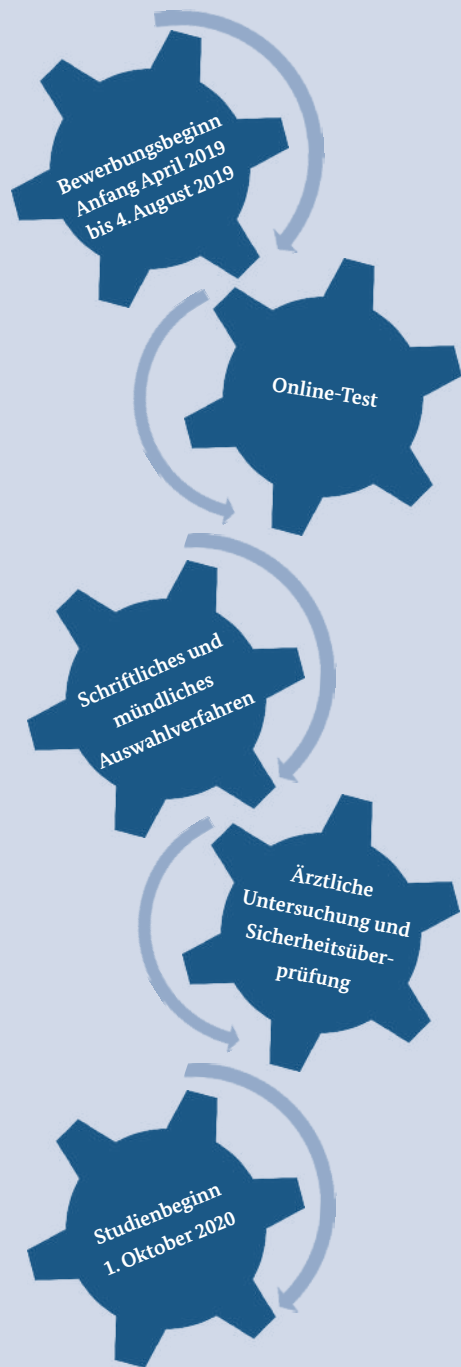 Bewerbungsbeginn
Anfang April 2019
bis 4. August 2019
Online-Test
Schriftliches und
mündliches
Auswahlverfahren
Ärztliche
Untersuchung und
Sicherheitsüber-
prüfung
Studienbeginn
1. Oktober 2020